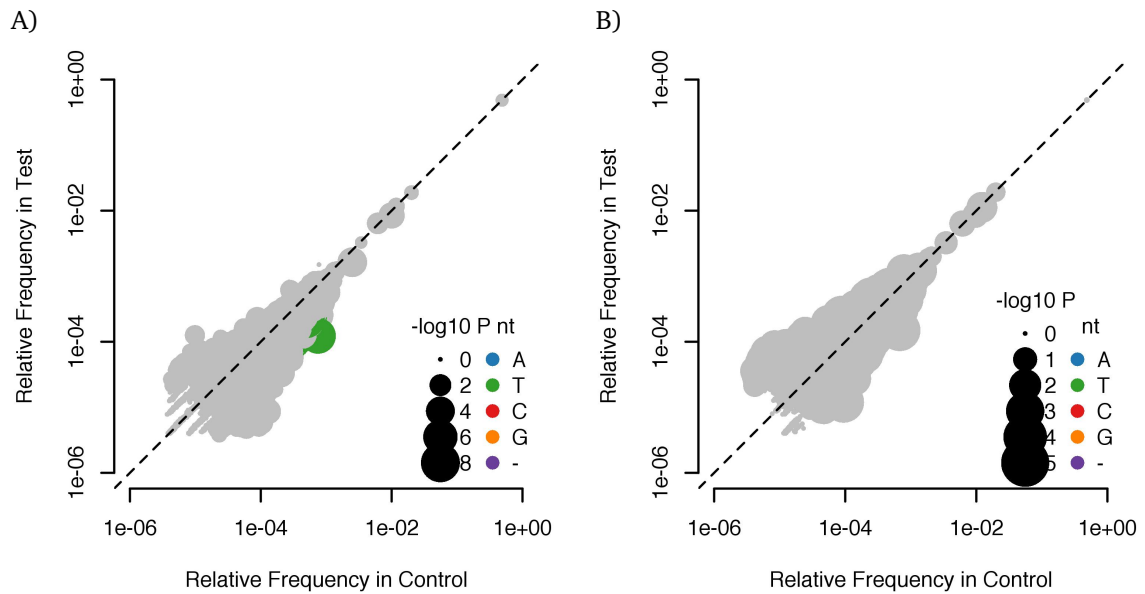 A)
Relative Frequency in Test
1e+00
1e-02
1e-04
1e-06
-log10 P nt
0 A
2 T
4 C
6 G
8 -
1e-06 1e-04 1e-02 1e+00
Relative Frequency in Control
B)
Relative Frequency in Test
1e+00
1e-02
1e-04
1e-06
-log10 P
0 nt
1 A
2 T
3 C
4 G
5 -
1e-06 1e-04 1e-02 1e+00
Relative Frequency in Control